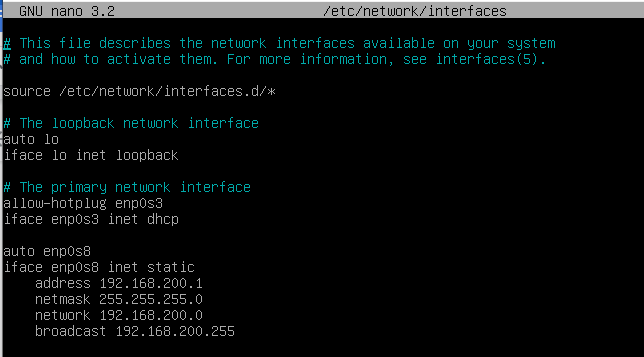 GNU nano 3.2 /etc/network/interfaces
# This file describes the network interfaces available on your system
# and how to activate them. For more information, see interfaces(5).
source /etc/network/interfaces.d/*
# The loopback network interface
auto lo
iface lo inet loopback
# The primary network interface
allow-hotplug enp0s3
iface enp0s3 inet dhcp
auto enp0s8
iface enp0s8 inet static
address 192.168.200.1
netmask 255.255.255.0
network 192.168.200.0
broadcast 192.168.200.255